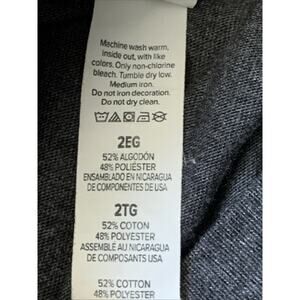 Machine wash warm,
inside out, with like
colors. Only non-chlorine
bleach. Tumble dry low.
Medium iron.
Do not iron decoration.
Do not dry clean.
2EG
52% ALGODÓN
48% POLIÉSTER
ENSAMBLADO EN NICARAGUA
DE COMPONENTES DE USA
2TG
52% COTON
48% POLYESTER
ASSEMBLÉ AU NICARAGUA
DE COMPOSANTS USA
52% COTTON
48% POLYESTER